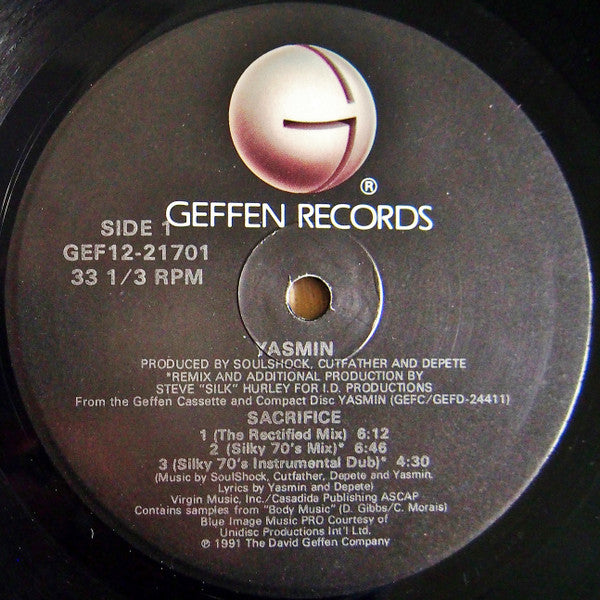 G
®
GEFFEN RECORDS
SIDE 1
GEF12-21701
33 1/3 RPM
YASMIN
PRODUCED BY SOULSHOCK, CUTFATHER AND DEPETE
*REMIX AND ADDITIONAL PRODUCTION BY
STEVE "SILK" HURLEY FOR I.D. PRODUCTIONS
From the Geffen Cassette and Compact Disc YASMIN (GEFC/GEFD-24411)
SACRIFICE
1 (The Rectified Mix) 6:12
2 (Silky 70's Mix)* 6:46
3 (Silky 70's Instrumental Dub)* 4:30
(Music by SoulShock, Cutfather, Depete and Yasmin,
Lyrics by Yasmin and Depete)
Virgin Music, Inc./Casadida Publishing ASCAP
Contains samples from "Body Music" (D. Gibbs/C. Morais)
Blue Image Music PRO Courtesy of
Unidisc Productions Int'l Ltd.
℗ 1991 The David Geffen Company